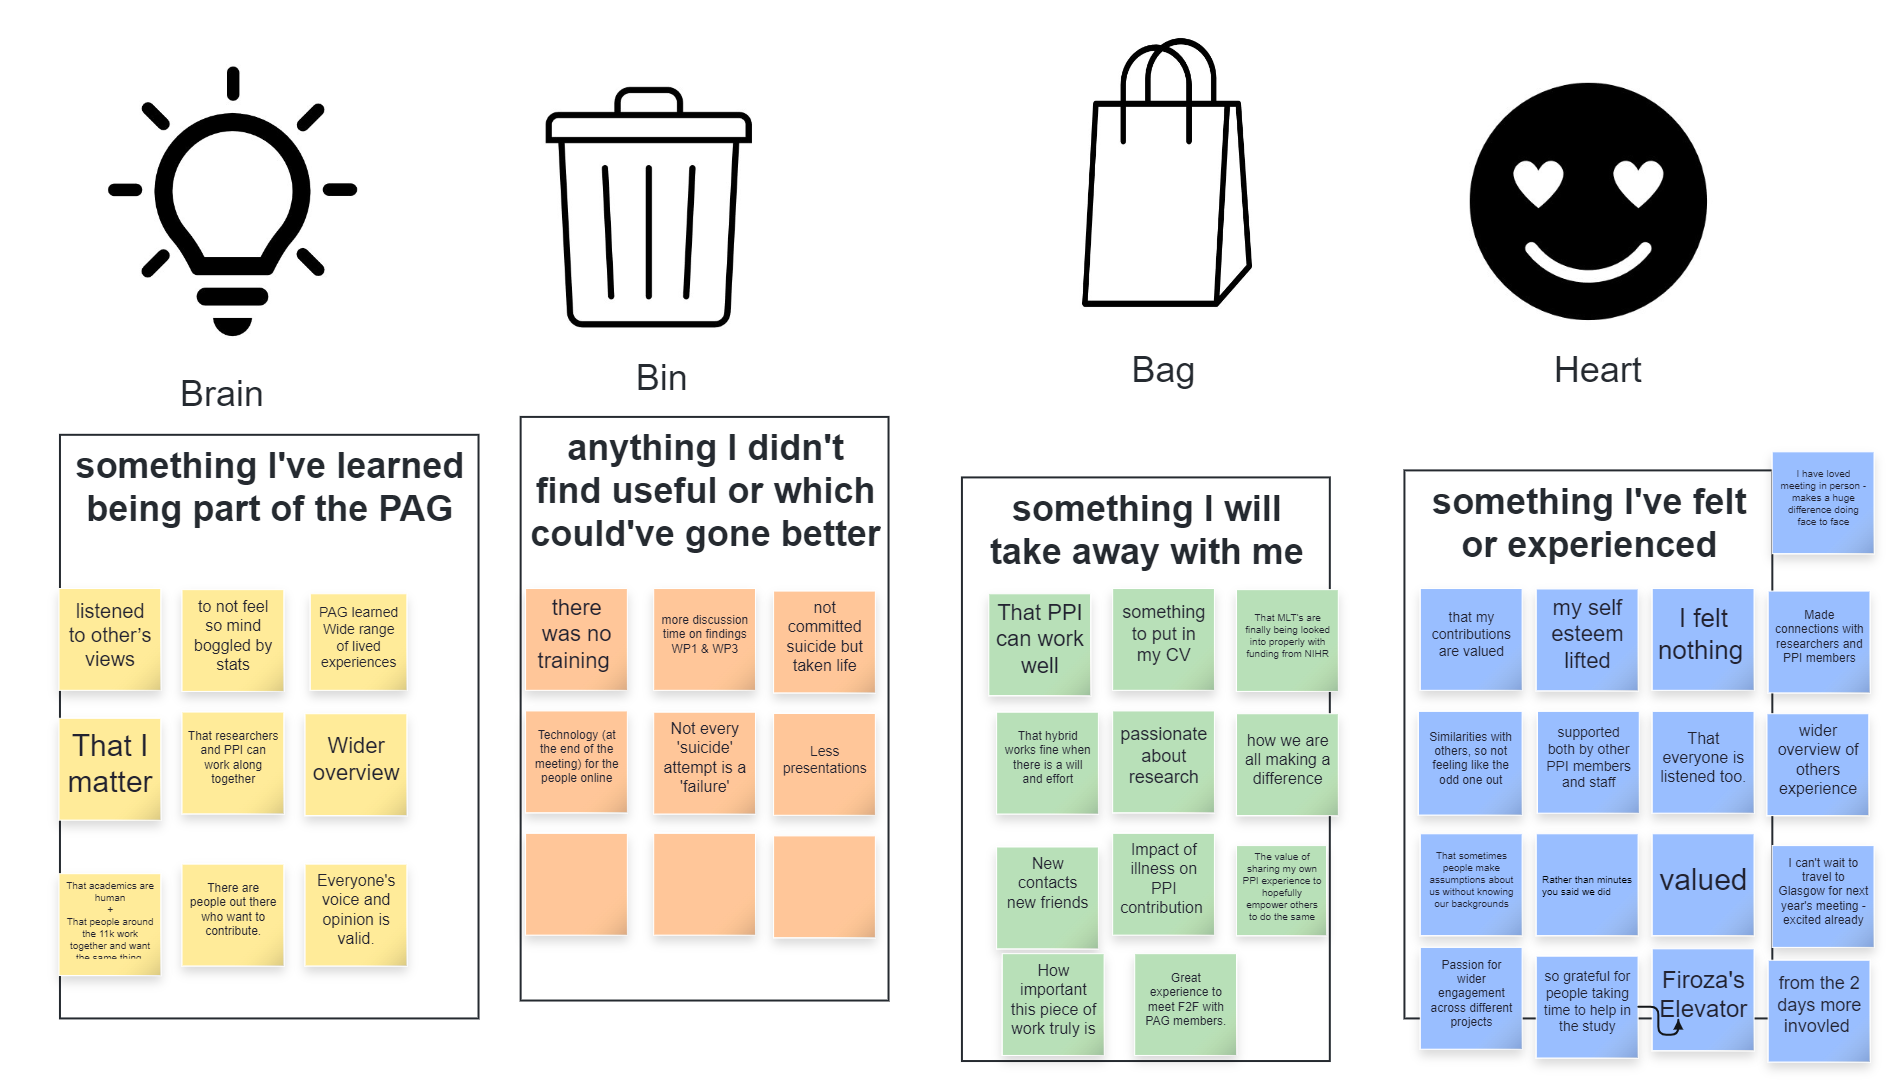 Brain
something I've learned
being part of the PAG
listened
to other’s
views
to not feel
so mind
boggled by
stats
PAG learned
Wide range
of lived
experiences
That I
matter
That researchers
and PPI can
work along
together
Wider
overview
That academics are
human
+
That people around
the 11k work
together and want
the same thing
There are
people out there
who want to
contribute.
Everyone's
voice and
opinion is
valid.
Bin
anything I didn't
find useful or which
could've gone better
there
was no
training
more discussion
time on findings
WP1 & WP3
not
committed
suicide but
taken life
Technology (at
the end of the
meeting) for the
people online
Not every
'suicide'
attempt is a
'failure'
Less
presentations
Bag
something I will
take away with me
That PPI
can work
well
something
to put in
my CV
That MLT's are
finally being looked
into properly with
funding from NIHR
That hybrid
works fine when
there is a will
and effort
passionate
about
research
how we are
all making a
difference
New
contacts
new friends
Impact of
illness on
PPI
contribution
The value of
sharing my own
PPI experience to
hopefully
empower others
to do the same
How
important
this piece of
work truly is
Great
experience to
meet F2F with
PAG members.
Heart
something I've felt
or experienced
I have loved
meeting in person -
makes a huge
difference doing
face to face
that my
contributions
are valued
my self
esteem
lifted
I felt
nothing
Made
connections with
researchers and
PPI members
Similarities with
others, so not
feeling like the
odd one out
supported
both by other
PPI members
and staff
That
everyone is
listened too.
wider
overview of
others
experience
That sometimes
people make
assumptions about
us without knowing
our backgrounds
Rather than minutes
you said we did
valued
I can't wait to
travel to
Glasgow for next
year's meeting -
excited already
Passion for
wider
engagement
across different
projects
so grateful for
people taking
time to help in
the study
Firoza's
Elevator
from the 2
days more
invovled